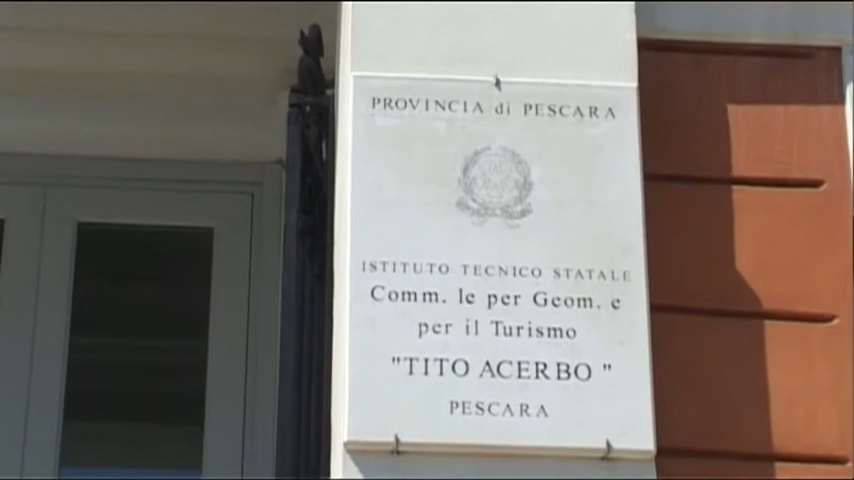 PROVINCIA di PESCARA
ISTITUTO TECNICO STATALE
Comm. le per Geom. e
per il Turismo
"TITO ACERBO "
PESCARA